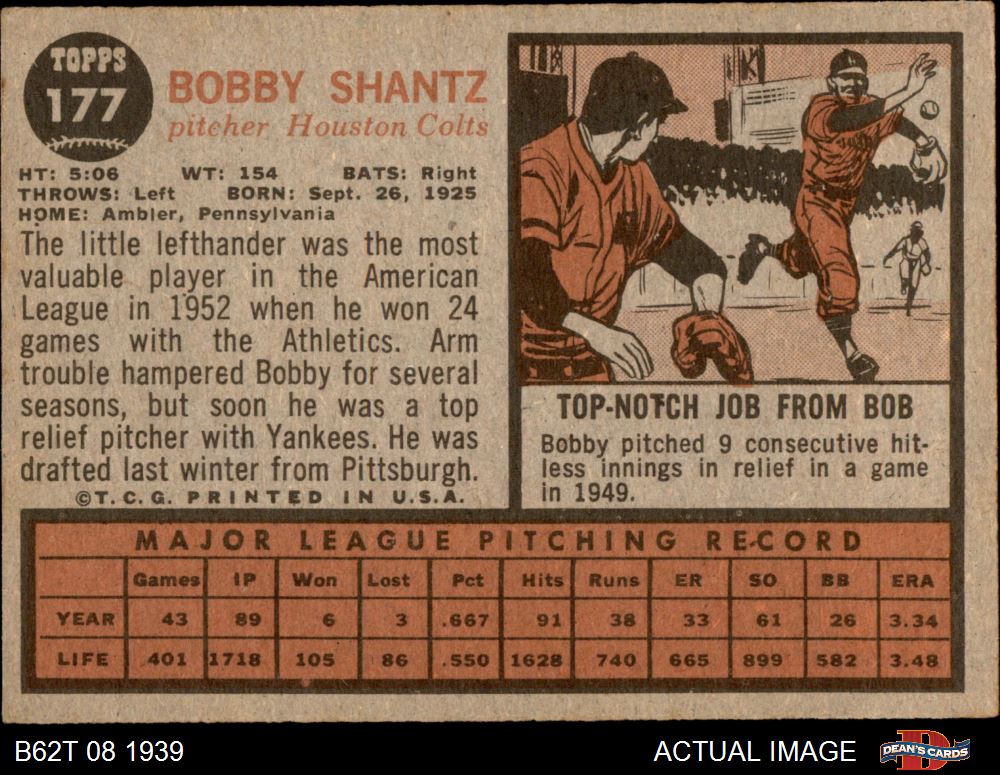 TOPPS
177
BOBBY SHANTZ
pitcher Houston Colts
HT: 5:06 WT: 154 BATS: Right
THROWS: Left BORN: Sept. 26, 1925
HOME: Ambler, Pennsylvania
The little lefthander was the most
valuable player in the American
League in 1952 when he won 24
games with the Athletics. Arm
trouble hampered Bobby for several
seasons, but soon he was a top
relief pitcher with Yankees. He was
drafted last winter from Pittsburgh.
©T.C.G. PRINTED IN U.S.A.
TOP-NOTCH JOB FROM BOB
Bobby pitched 9 consecutive hit-
less innings in relief in a game
in 1949.
MAJOR LEAGUE PITCHING RECORD
Games IP Won Lost Pct Hits Runs ER SO BB ERA
YEAR 43 89 6 3 .667 91 38 33 61 26 3.34
LIFE 401 1718 105 86 .550 1628 740 665 899 582 3.48
B62T 08 1939 ACTUAL IMAGE DEAN'S CARDS